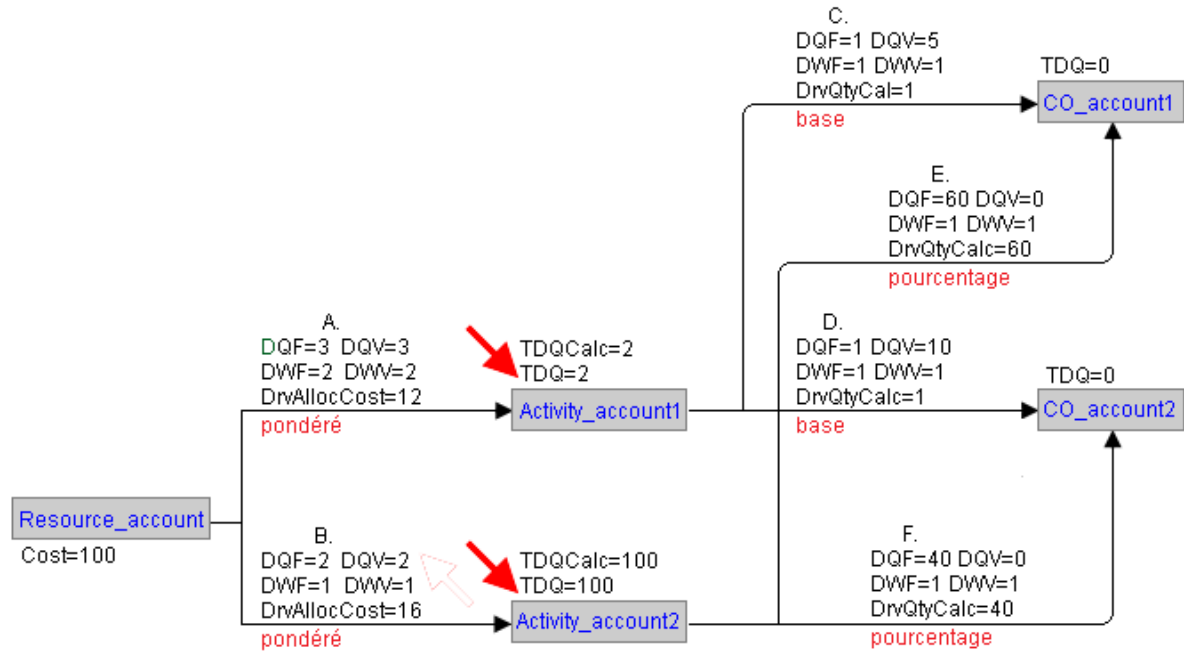 C.
DQF=1 DQV=5
DWF=1 DWV=1
DrvQtyCal=1
base
TDQ=0
CO_account1
E.
DQF=60 DQV=0
DWF=1 DWV=1
DrvQtyCalc=60
pourcentage
A.
DQF=3 DQV=3
DWF=2 DWV=2
DrvAllocCost=12
pondéré
TDQCalc=2
TDQ=2
Activity_account1
D.
DQF=1 DQV=10
DWF=1 DWV=1
DrvQtyCalc=1
base
TDQ=0
CO_account2
Resource_account
Cost=100
B.
DQF=2 DQV=2
DWF=1 DWV=1
DrvAllocCost=16
pondéré
TDQCalc=100
TDQ=100
Activity_account2
F.
DQF=40 DQV=0
DWF=1 DWV=1
DrvQtyCalc=40
pourcentage